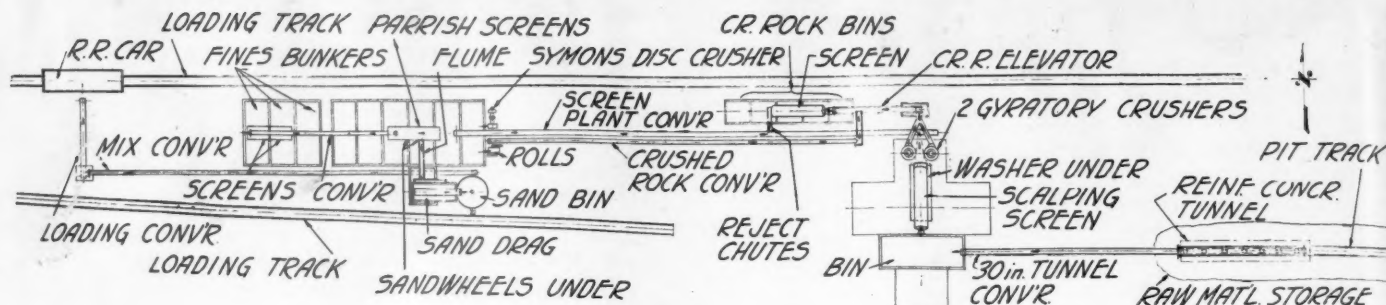 LOADING TRACK
PARRISH SCREENS
CR. ROCK BINS
R.R. CAR
FINES BUNKERS
FLUME
SYMONS DISC CRUSHER
SCREEN
CR. R. ELEVATOR
N.
SCREEN
PLANT CONV'R
2 GYRATORY CRUSHERS
MIX CONV'R
ROLLS
CRUSHED
ROCK CONV'R
WASHER UNDER
SCALPING
SCREEN
PIT TRACK
REINF. CONCR.
TUNNEL
SCREENS CONV'R
SAND BIN
LOADING CONV'R.
SAND DRAG
REJECT
CHUTES
LOADING TRACK
BIN
SANDWHEELS UNDER
30 in. TUNNEL
CONV'R.
RAW MAT'L. STORAGE